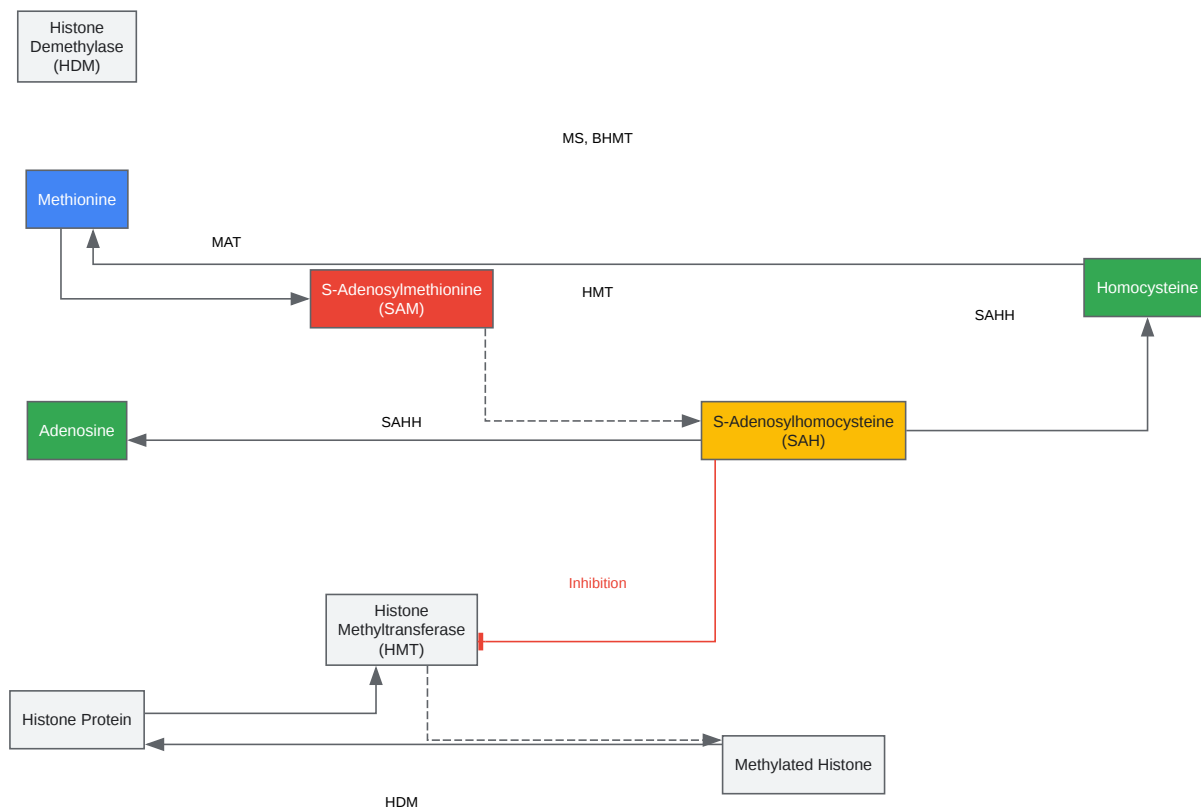 Histone
Demethylase
(HDM)
MS, BHMT
Methionine
MAT
S-Adenosylmethionine
(SAM)
HMT
Homocysteine
SAHH
Adenosine
SAHH
S-Adenosylhomocysteine
(SAH)
Inhibition
Histone
Methyltransferase
(HMT)
Histone Protein
Methylated Histone
HDM